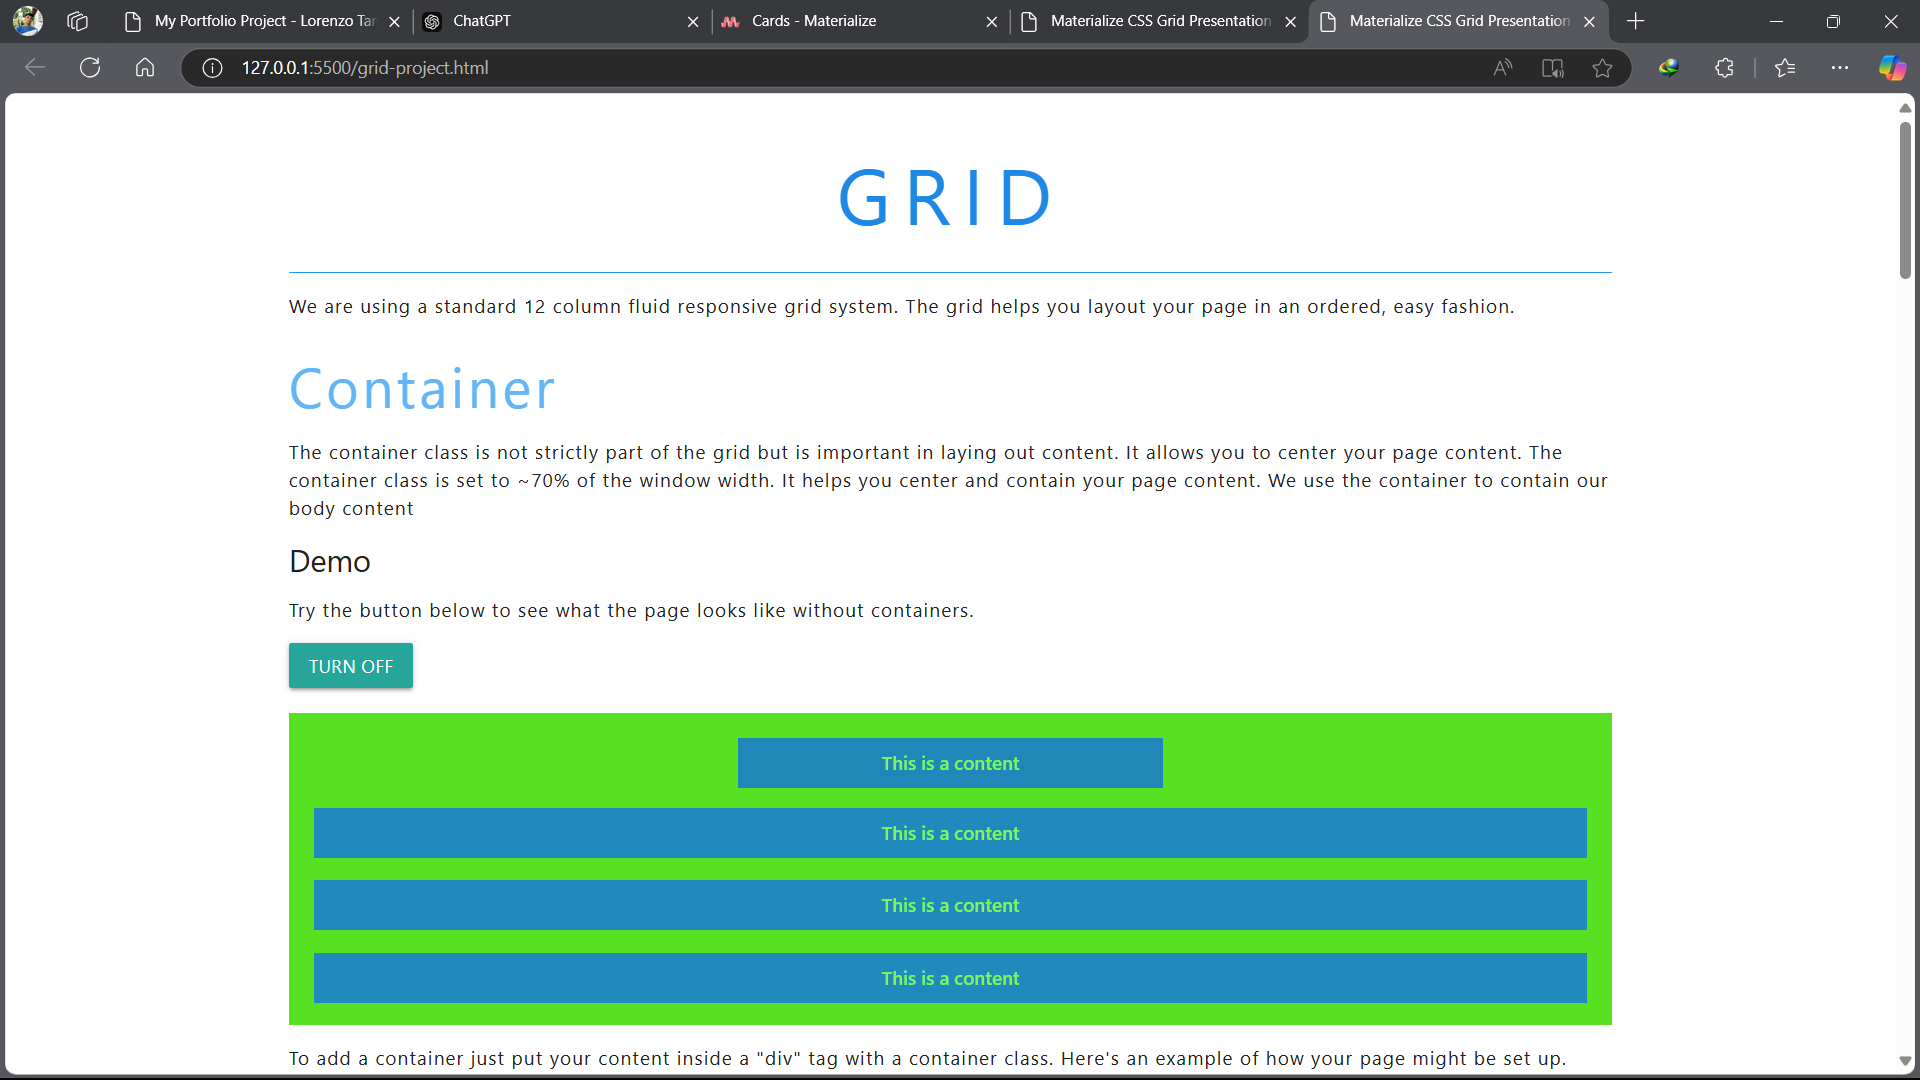 My Portfolio Project - Lorenzo Tar
ChatGPT
Cards - Materialize
Materialize CSS Grid Presentation
Materialize CSS Grid Presentation
127.0.0.1:5500/grid-project.html
GRID
We are using a standard 12 column fluid responsive grid system. The grid helps you layout your page in an ordered, easy fashion.
Container
The container class is not strictly part of the grid but is important in laying out content. It allows you to center your page content. The
container class is set to ~70% of the window width. It helps you center and contain your page content. We use the container to contain our
body content
Demo
Try the button below to see what the page looks like without containers.
TURN OFF
This is a content
This is a content
This is a content
This is a content
To add a container just put your content inside a "div" tag with a container class. Here's an example of how your page might be set up.